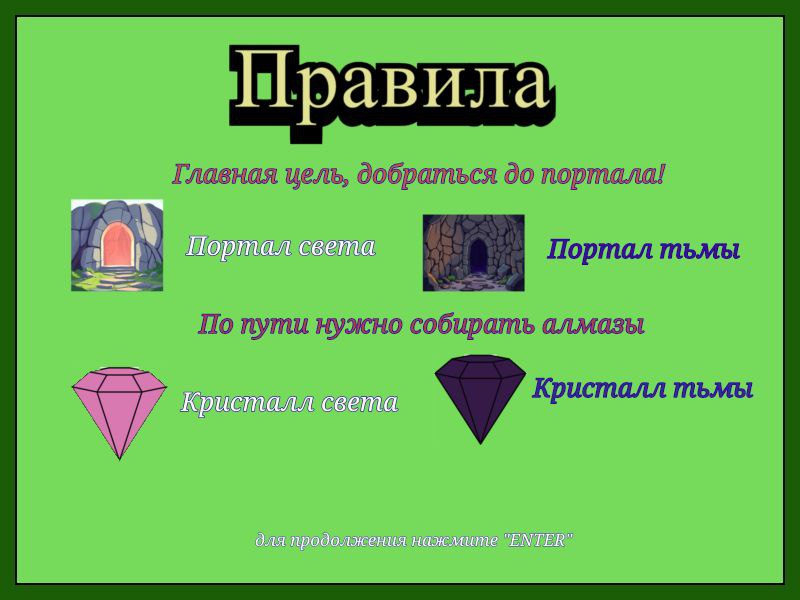 Правила
Главная цель, добраться до портала!
Портал света
Портал тьмы
По пути нужно собирать алмазы
Кристалл света
Кристалл тьмы
для продолжения нажмите "ENTER"